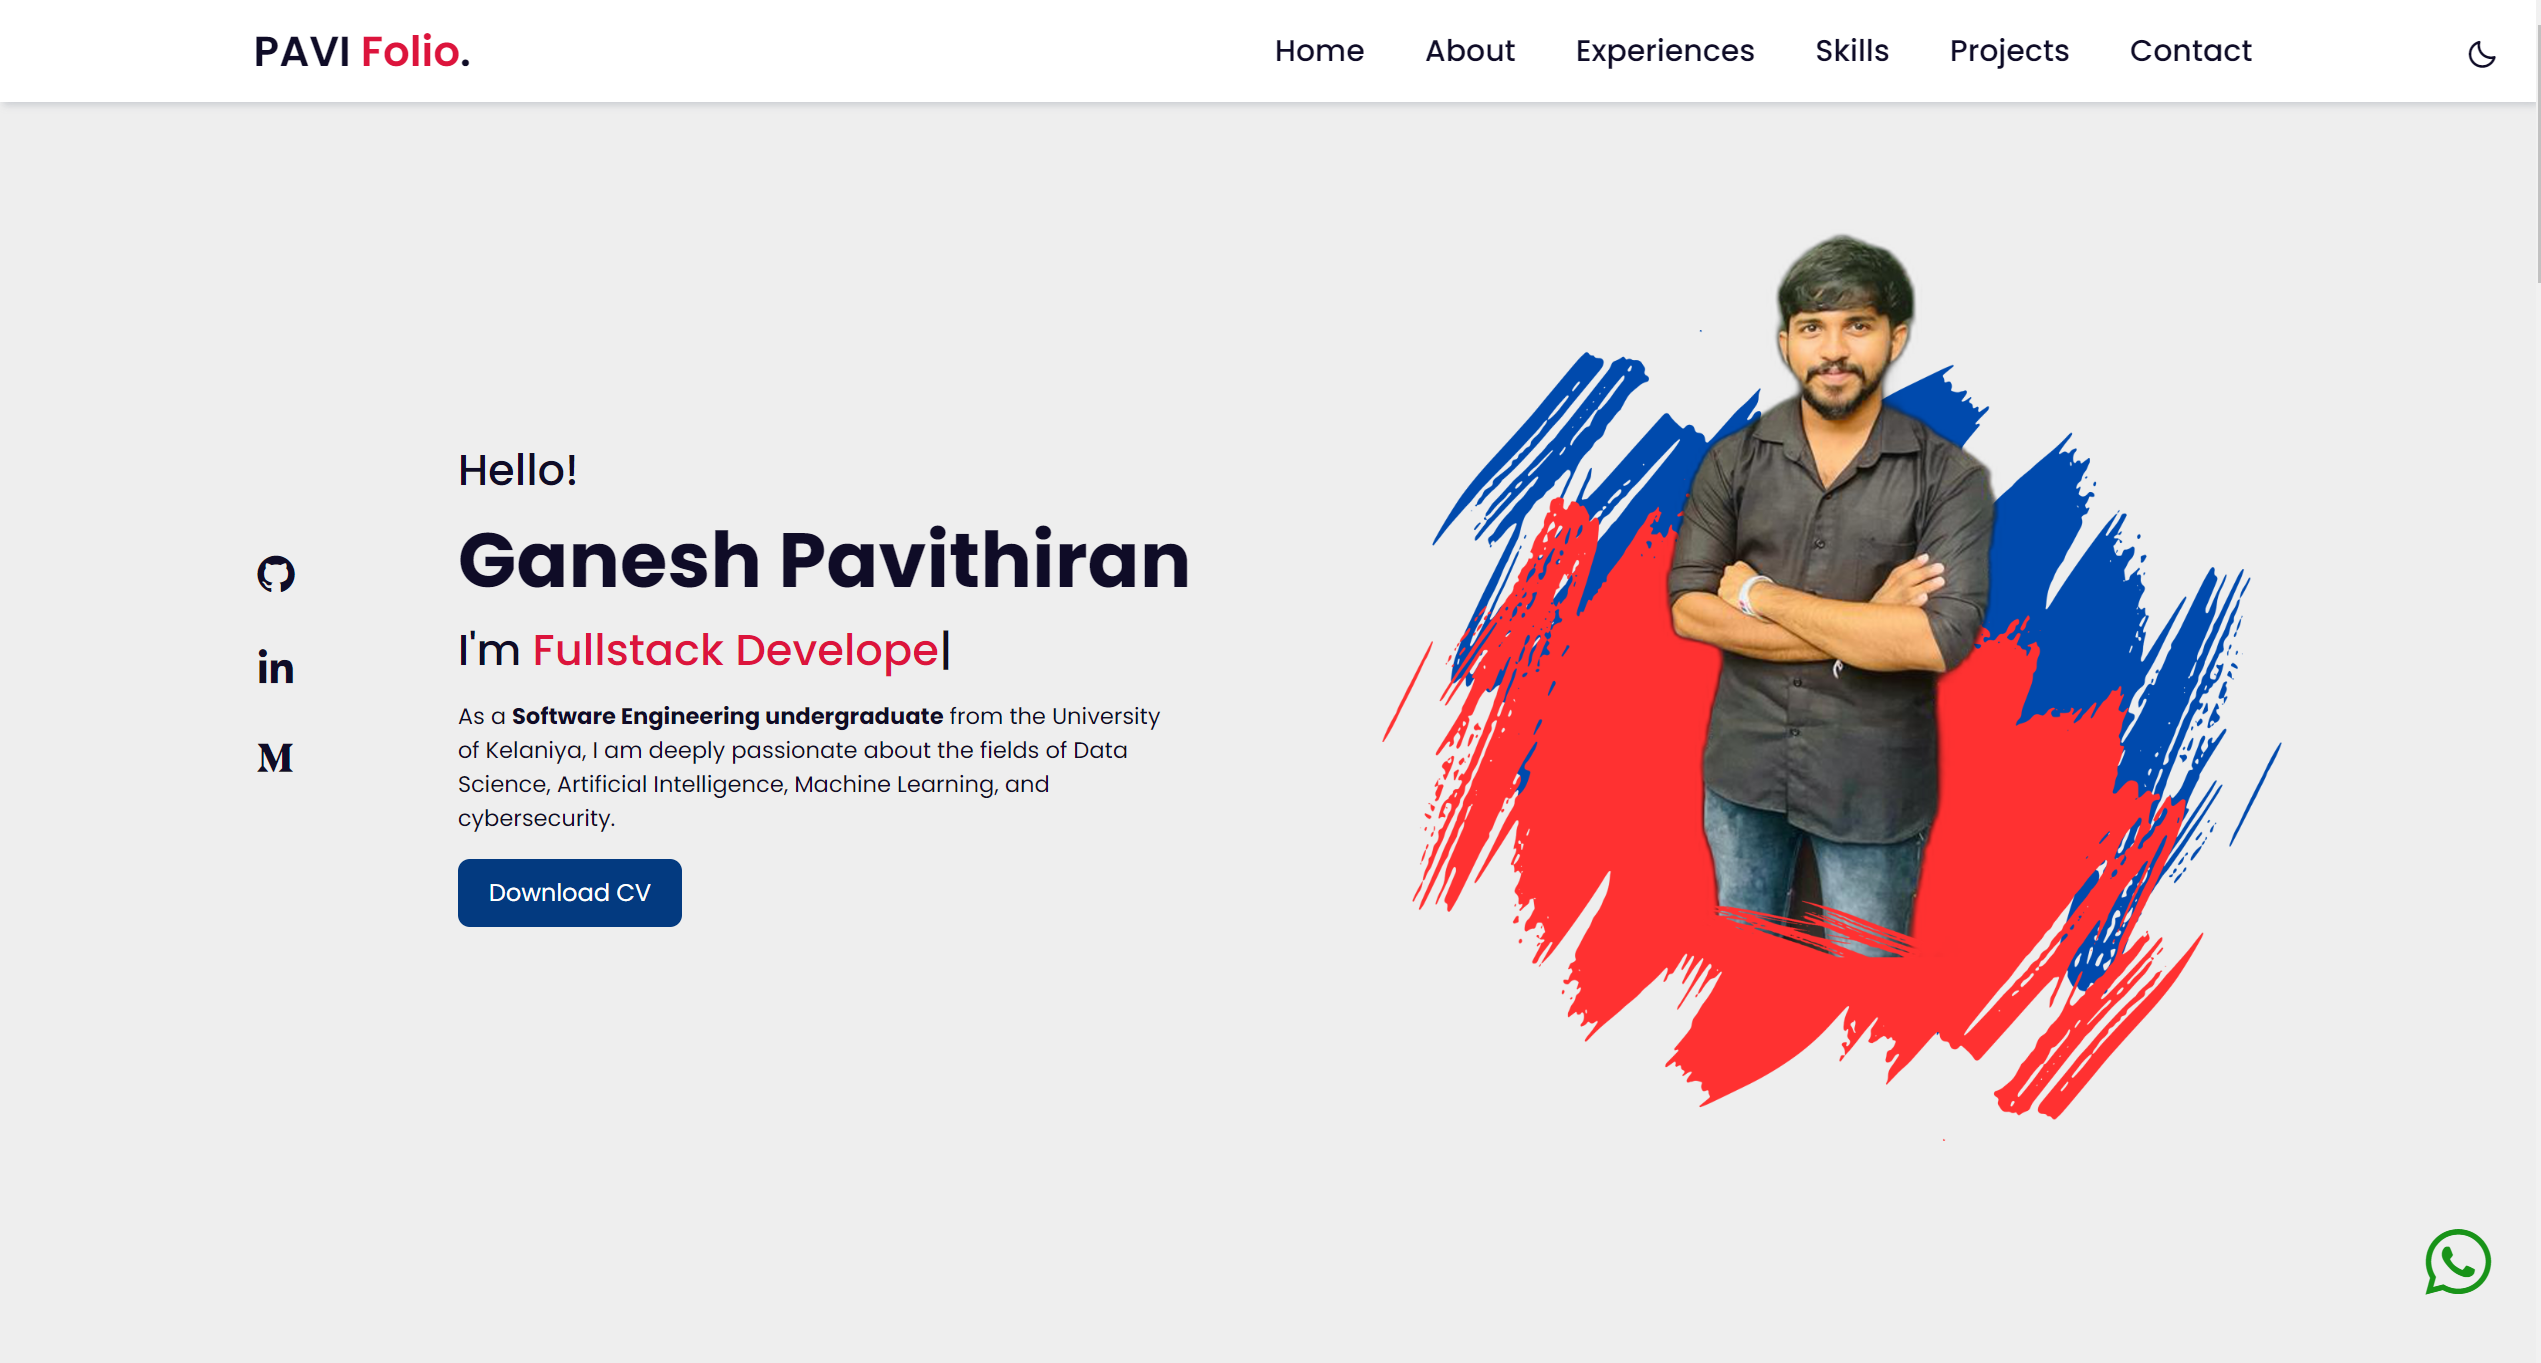 PAVI Folio.
Home About Experiences Skills Projects Contact
Hello!
Ganesh Pavithiran
I'm Fullstack Develope|
As a Software Engineering undergraduate from the University
of Kelaniya, I am deeply passionate about the fields of Data
Science, Artificial Intelligence, Machine Learning, and
cybersecurity.
in
M
Download CV